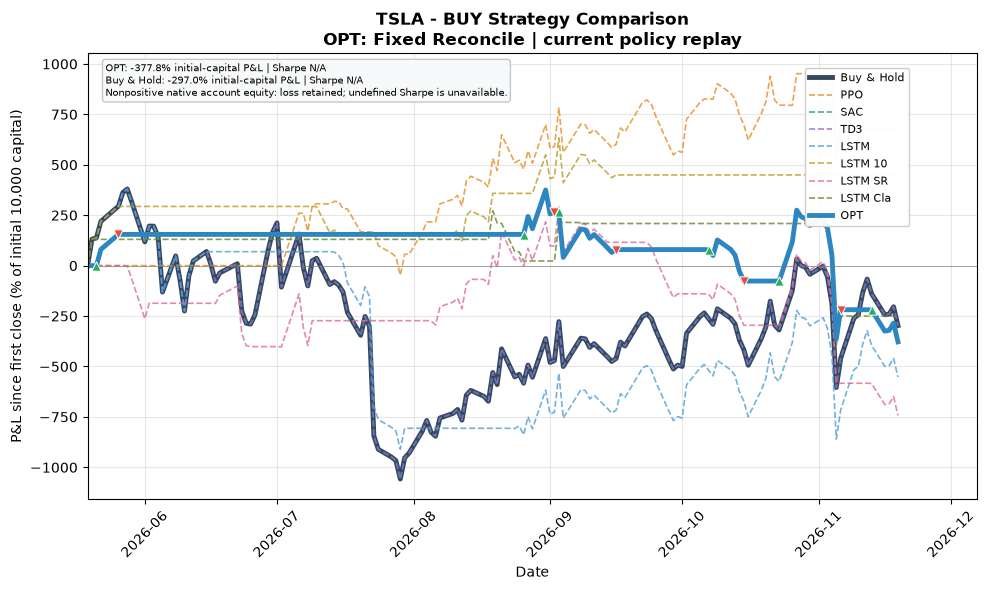 TSLA - BUY Strategy Comparison
OPT: Fixed Reconcile | current policy replay
OPT: -377.8% initial-capital P&L | Sharpe N/A
Buy & Hold: -297.0% initial-capital P&L | Sharpe N/A
Nonpositive native account equity: loss retained; undefined Sharpe is unavailable.
Buy & Hold
PPO
SAC
TD3
LSTM
LSTM 10
LSTM SR
LSTM Cla
OPT
P&L since first close (% of initial 10,000 capital)
1000
750
500
250
0
−250
−500
−750
−1000
2026-06
2026-07
2026-08
2026-09
2026-10
2026-11
2026-12
Date